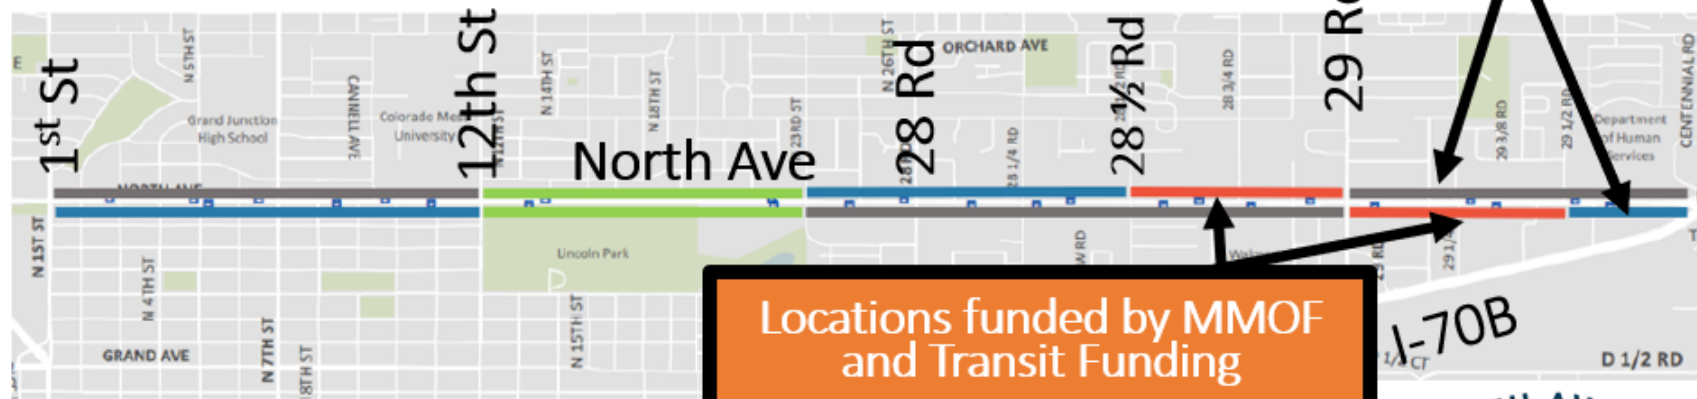 1st St
12th St
North Ave
28 Rd
28 ½ Rd
29 Rd
ORCHARD AVE
CENTENNIAL RD
N 5TH ST
CANNELL AVE
N 14TH ST
N 18TH ST
23RD ST
N 26TH ST
28 1/4 RD
28 3/4 RD
29 3/8 RD
29 1/2 RD
Grand Junction
High School
Colorado
University
N 12TH ST
Department
of Human
Services
NORTH AVE
N 1ST ST
N 4TH ST
N 7TH ST
N 15TH ST
Lincoln Park
GRAND AVE
Locations funded by MMOF
and Transit Funding
I-70B
D 1/2 RD